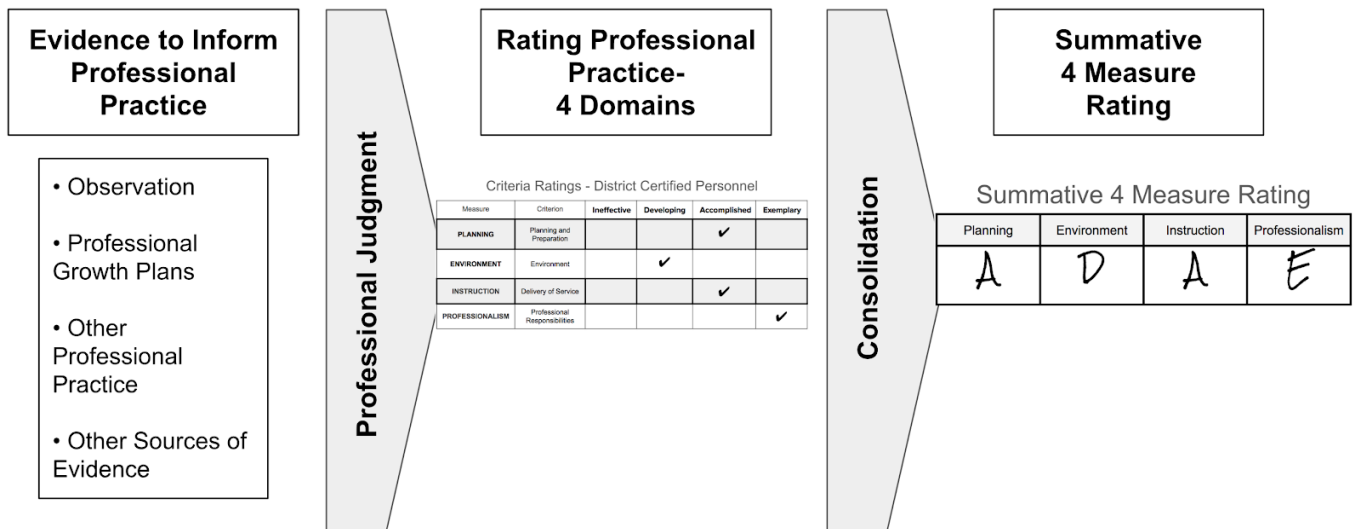 Evidence to Inform
Professional
Practice
• Observation
• Professional
Growth Plans
• Other
Professional
Practice
• Other Sources of
Evidence
Professional Judgment
Rating Professional
Practice-
4 Domains
Criteria Ratings - District Certified Personnel
Measure Criterion Ineffective Developing Accomplished Exemplary
PLANNING Planning and
Preparation ✔
ENVIRONMENT Environment ✔
INSTRUCTION Delivery of Service ✔
PROFESSIONALISM Professional
Responsibilities ✔
Consolidation
Summative
4 Measure
Rating
Summative 4 Measure Rating
Planning Environment Instruction Professionalism
A D A E